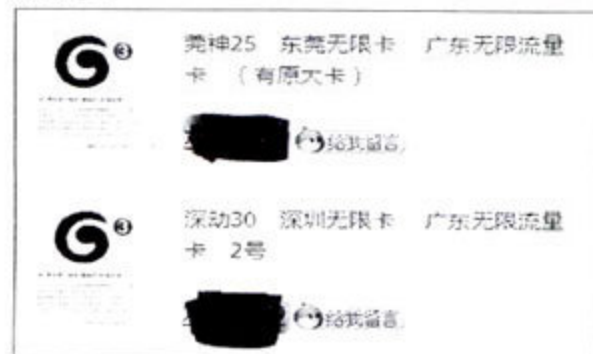 莞神25 东莞无限卡 广东无限流量
卡 （有原大卡）
给我留言
深动30 深圳无限卡 广东无限流量
卡 2号
给我留言